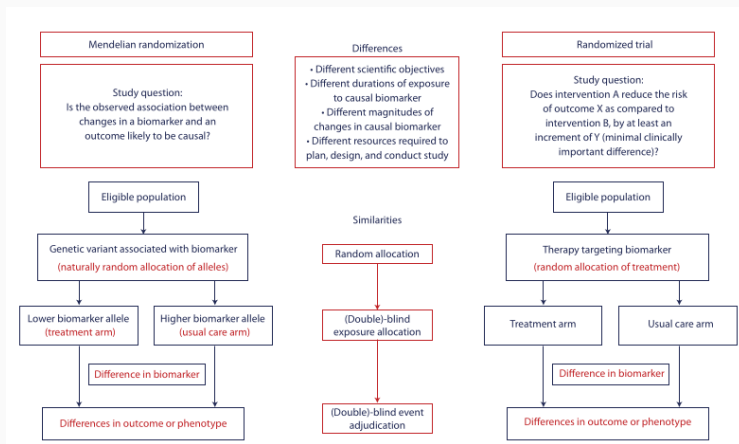 Mendelian randomization
Study question:
Is the observed association between
changes in a biomarker and an
outcome likely to be causal?
Eligible population
Genetic variant associated with biomarker
(naturally random allocation of alleles)
Lower biomarker allele
(treatment arm)
Higher biomarker allele
(usual care arm)
Difference in biomarker
Differences in outcome or phenotype
Differences
• Different scientific objectives
• Different durations of exposure
to causal biomarker
• Different magnitudes of
changes in causal biomarker
• Different resources required to
plan, design, and conduct study
Similarities
Random allocation
(Double)-blind
exposure allocation
(Double)-blind event
adjudication
Randomized trial
Study question:
Does intervention A reduce the risk
of outcome X as compared to
intervention B, by at least an
increment of Y (minimal clinically
important difference)?
Eligible population
Therapy targeting biomarker
(random allocation of treatment)
Treatment arm
Usual care arm
Difference in biomarker
Differences in outcome or phenotype